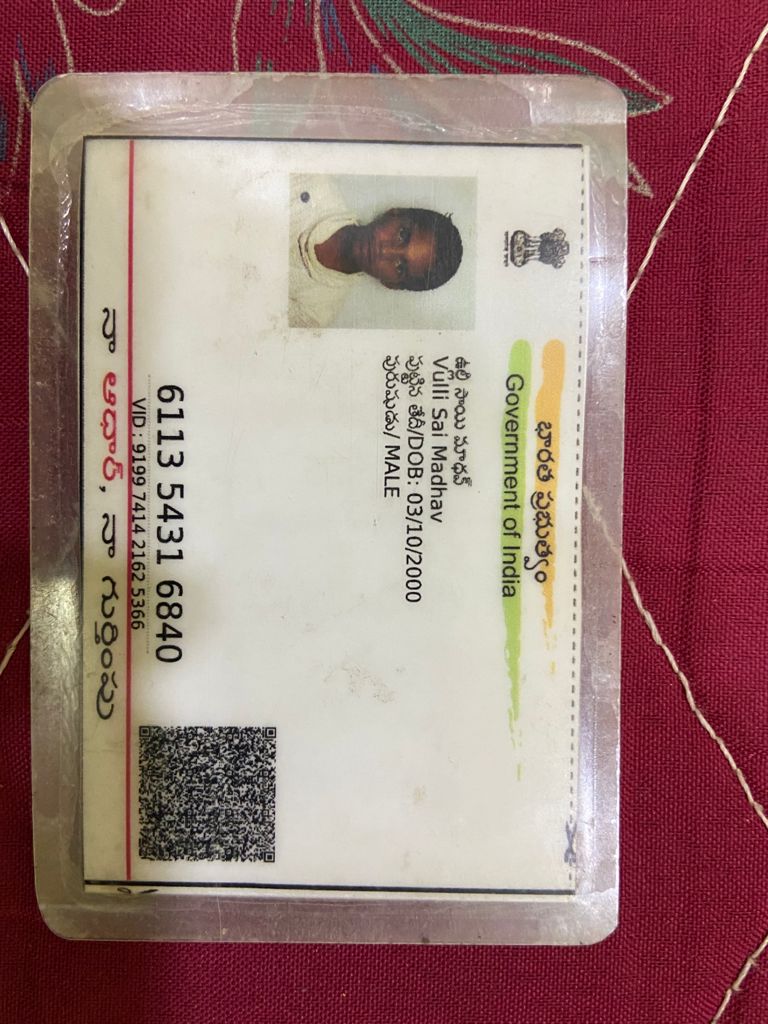 భారత ప్రభుత్వం
Government of India
ఉల్లి సాయి మాధవ్
Vulli Sai Madhav
పుట్టిన తేదీ/DOB: 03/10/2000
పురుషుడు/ MALE
6113 5431 6840
VID : 9199 7414 2162 5366
నా ఆధార్, నా గుర్తింపు